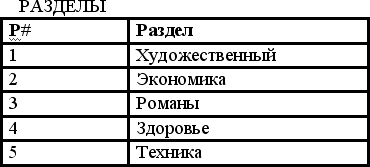 РАЗДЕЛЫ
Р# Раздел
1 Художественный
2 Экономика
3 Романы
4 Здоровье
5 Техника